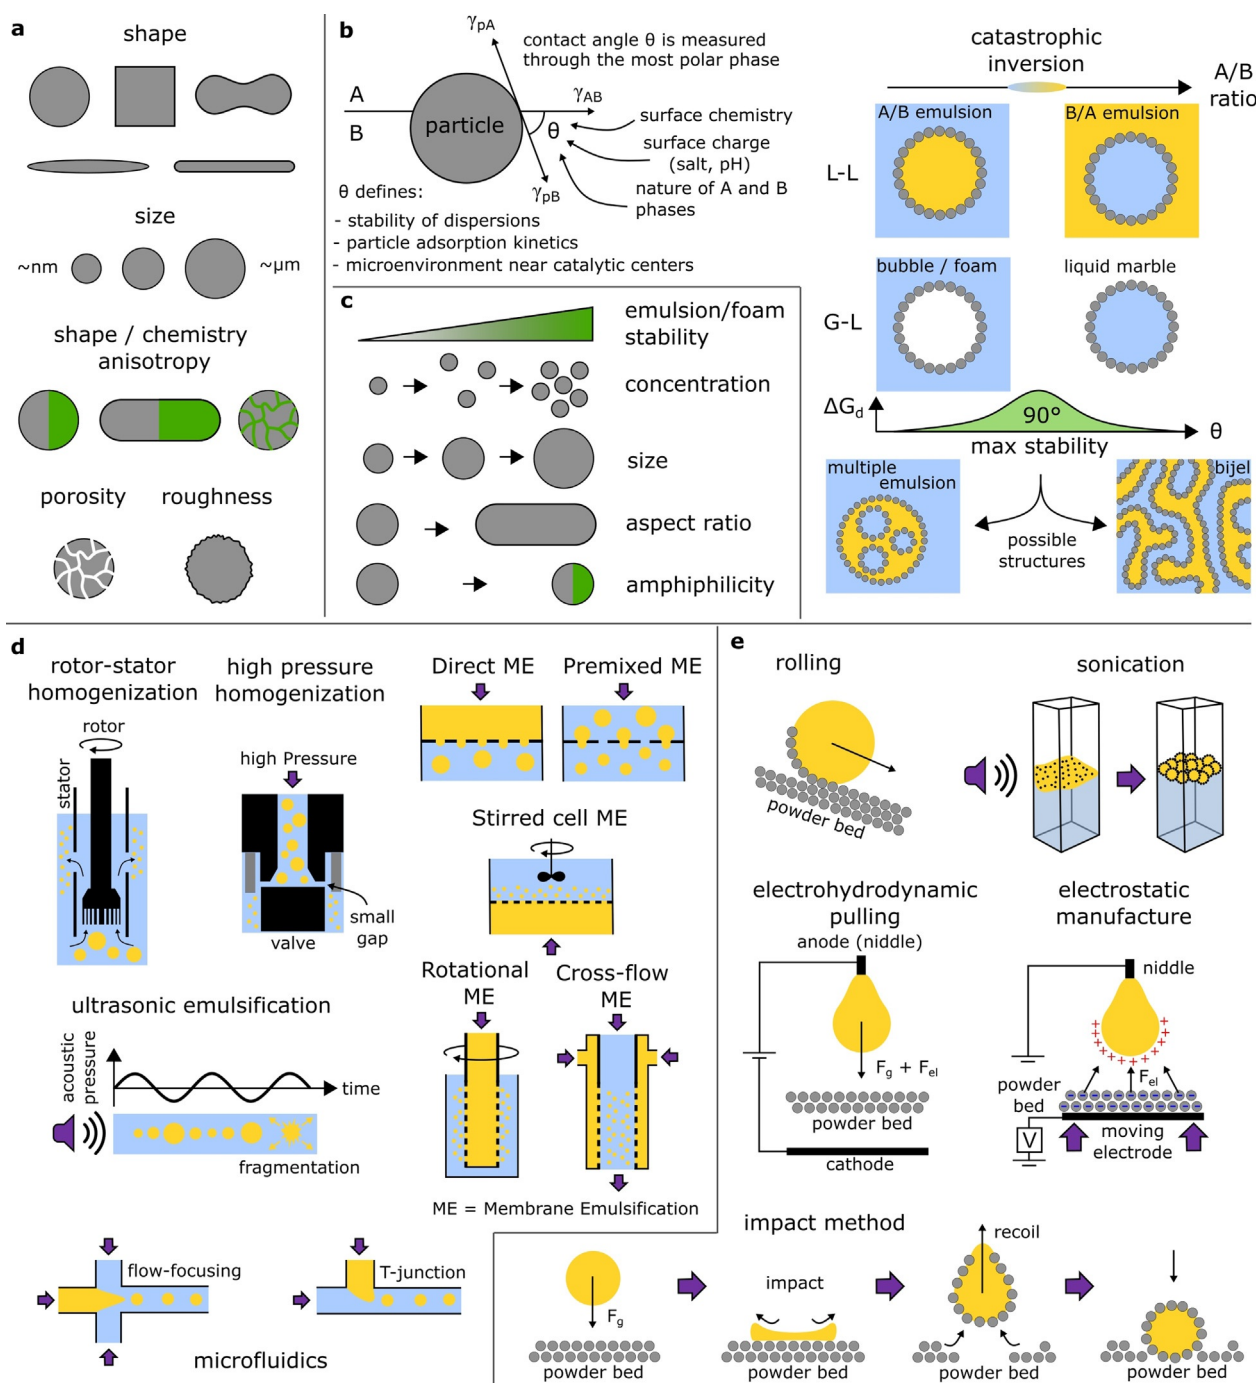 a
shape
size
~nm
~μm
shape / chemistry
anisotropy
porosity
roughness
b
γpA
contact angle θ is measured
through the most polar phase
A
γAB
B
particle
θ
surface chemistry
surface charge
(salt, pH)
γpB
nature of A and B
phases
θ defines:
- stability of dispersions
- particle adsorption kinetics
- microenvironment near catalytic centers
catastrophic
inversion
A/B
ratio
A/B emulsion
B/A emulsion
L-L
bubble / foam
liquid marble
G-L
ΔGd
90°
θ
max stability
multiple
emulsion
bijel
possible
structures
c
emulsion/foam
stability
concentration
size
aspect ratio
amphiphilicity
d
rotor-stator
homogenization
rotor
stator
high pressure
homogenization
high Pressure
small
gap
valve
Direct ME
Premixed ME
Stirred cell ME
Rotational
ME
Cross-flow
ME
ME = Membrane Emulsification
ultrasonic emulsification
acoustic
pressure
time
fragmentation
flow-focusing
T-junction
microfluidics
e
rolling
powder bed
sonication
electrohydrodynamic
pulling
anode (niddle)
Fg + Fel
powder bed
cathode
electrostatic
manufacture
niddle
+ + + + + + + + + + +
Fel
powder
bed
V
moving
electrode
impact method
Fg
powder bed
impact
powder bed
recoil
powder bed
powder bed